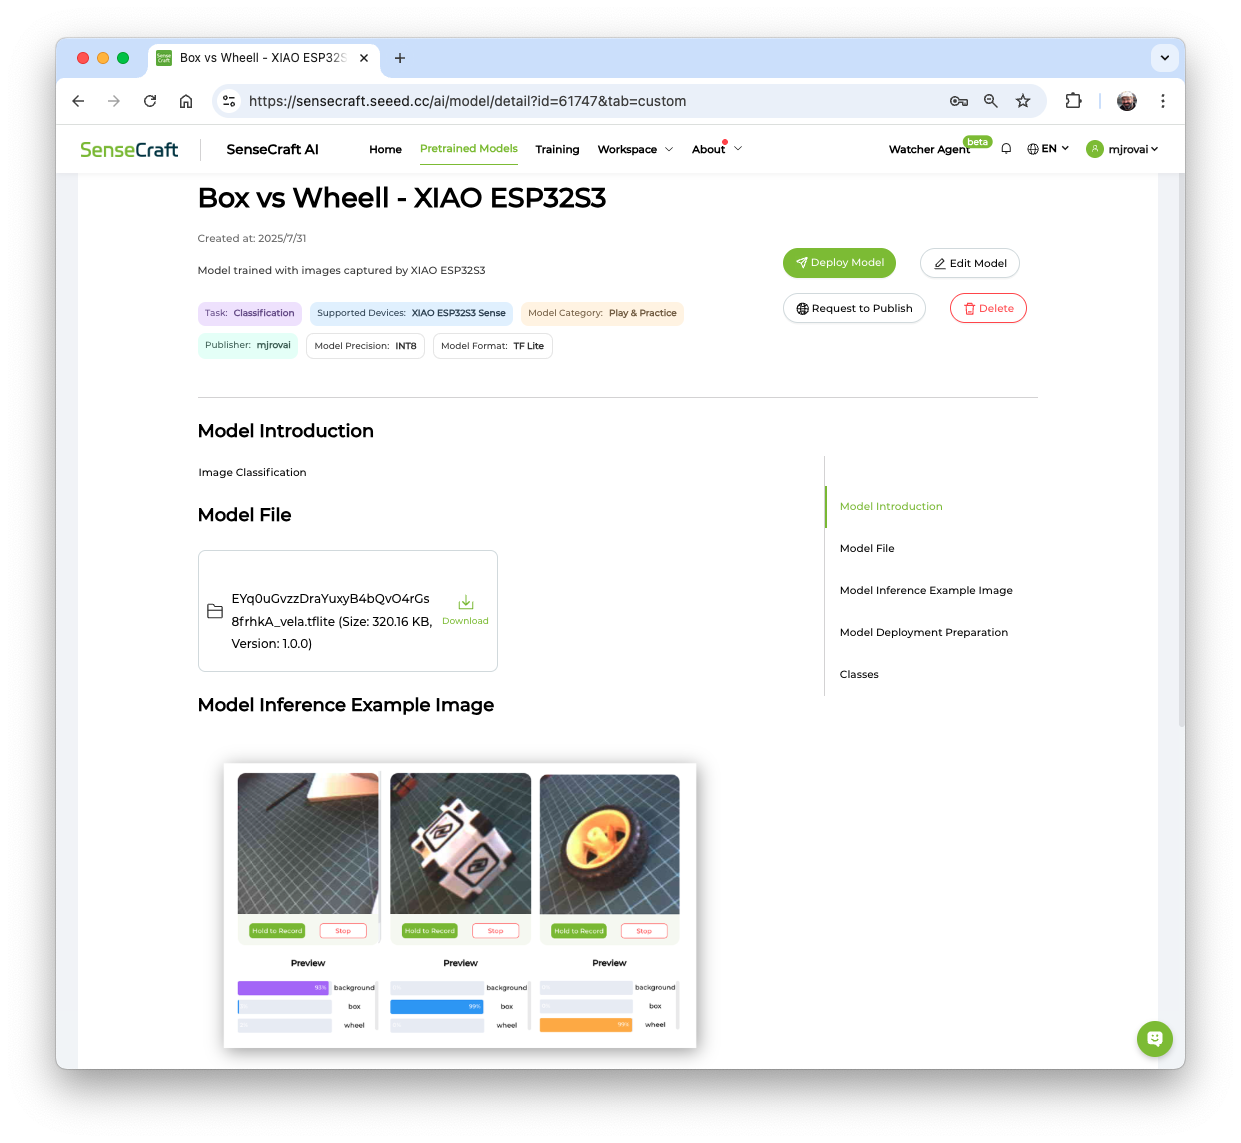 Box vs Wheell - XIAO ESP32S
https://sensecraft.seeed.cc/ai/model/detail?id=61747&tab=custom
SenseCraft
SenseCraft AI
Home
Pretrained Models
Training
Workspace
About
Watcher Agent
beta
EN
mjrovai
Box vs Wheell - XIAO ESP32S3
Created at: 2025/7/31
Model trained with images captured by XIAO ESP32S3
Deploy Model
Edit Model
Request to Publish
Delete
Task: Classification
Supported Devices: XIAO ESP32S3 Sense
Model Category: Play & Practice
Publisher: mjrovai
Model Precision: INT8
Model Format: TF Lite
Model Introduction
Image Classification
Model File
EYq0uGvzzDraYuxyB4bQvO4rGs
8frhkA_vela.tflite (Size: 320.16 KB,
Version: 1.0.0)
Download
Model Introduction
Model File
Model Inference Example Image
Model Deployment Preparation
Classes
Model Inference Example Image
Hold to Record
Stop
Hold to Record
Stop
Hold to Record
Stop
Preview
Preview
Preview
93% background
box
wheel
background
99% box
wheel
background
box
99% wheel